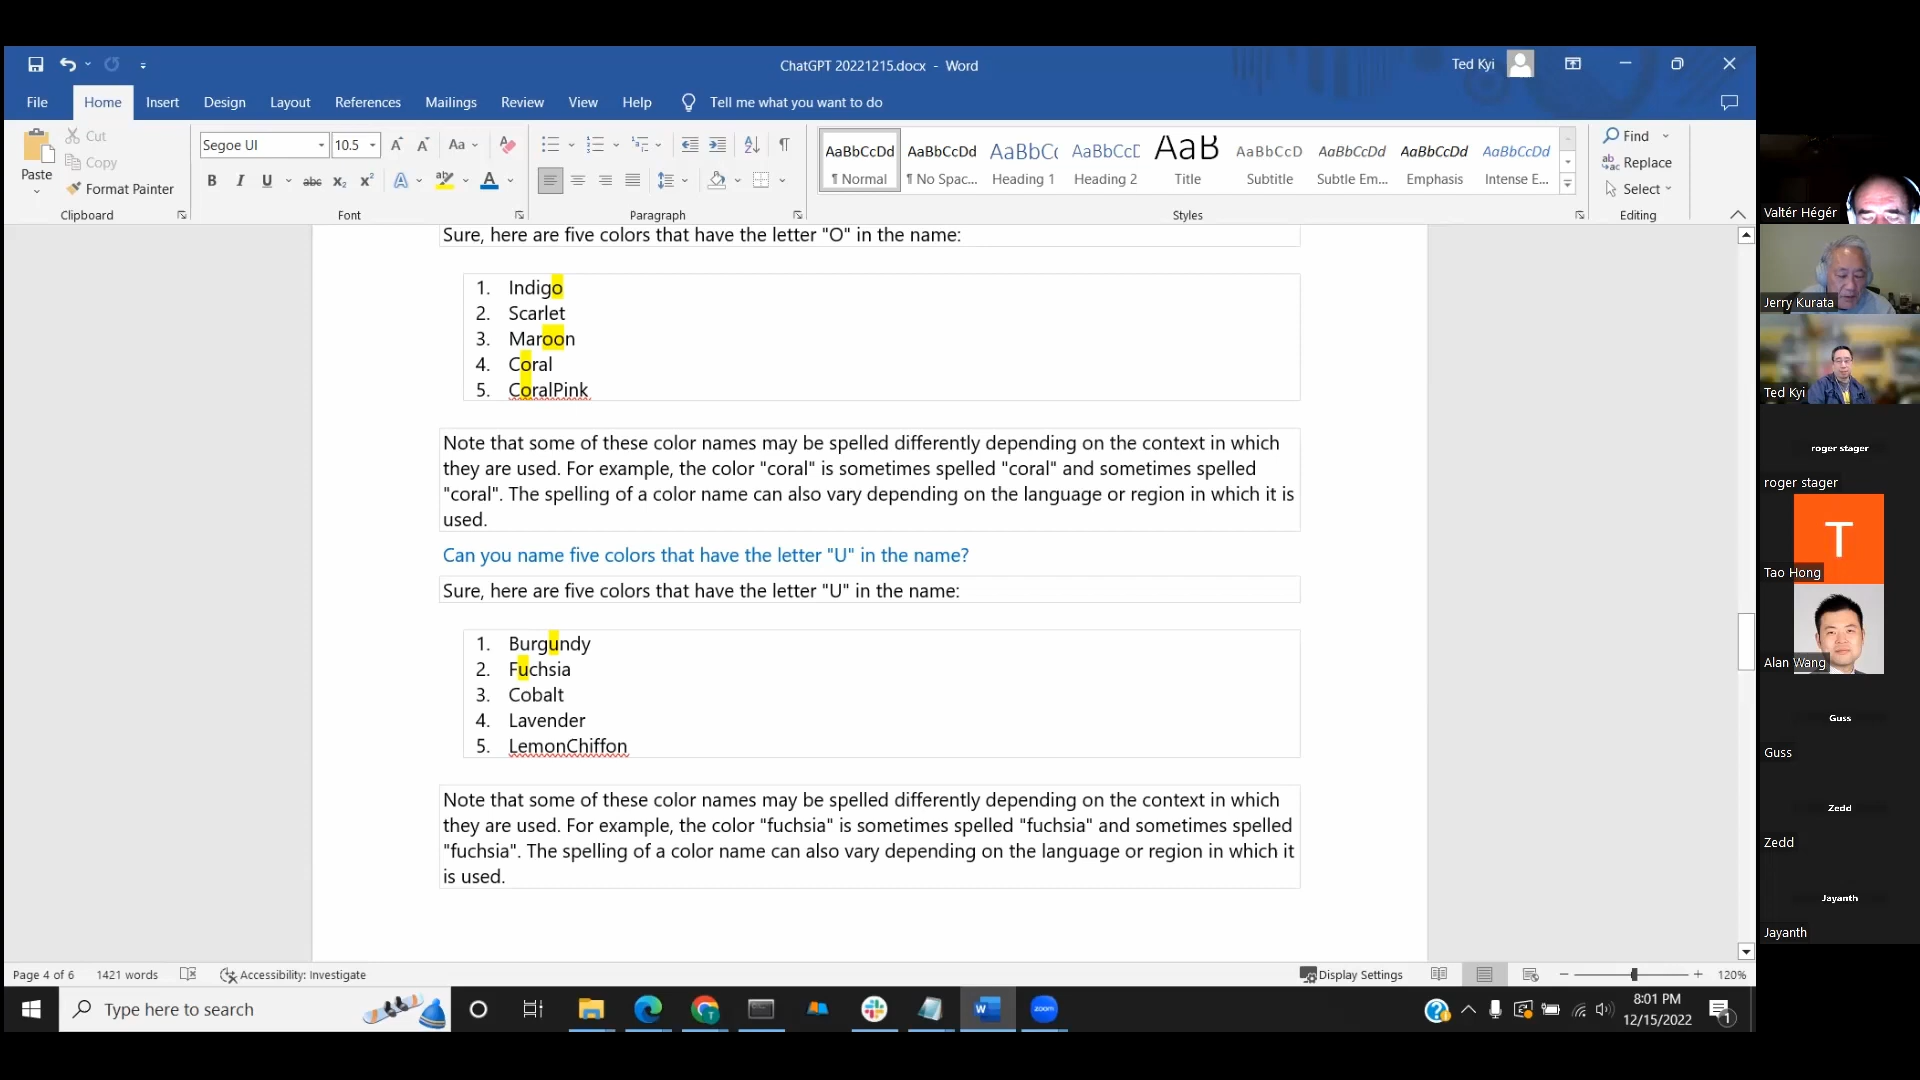 ChatGPT 20221215.docx - Word
Ted Kyi
File Home Insert Design Layout References Mailings Review View Help Tell me what you want to do
Paste
Cut
Copy
Format Painter
Clipboard
Segoe UI 10.5
Font
Paragraph
AaBbCcDd AaBbCcDd AaBbCc AaBbCcD AaB AaBbCcD AaBbCcDd AaBbCcDd AaBbCcDd
¶ Normal ¶ No Spac... Heading 1 Heading 2 Title Subtitle Subtle Em... Emphasis Intense E...
Styles
Find
Replace
Select
Editing
Sure, here are five colors that have the letter "O" in the name:
1. Indigo
2. Scarlet
3. Maroon
4. Coral
5. CoralPink
Note that some of these color names may be spelled differently depending on the context in which
they are used. For example, the color "coral" is sometimes spelled "coral" and sometimes spelled
"coral". The spelling of a color name can also vary depending on the language or region in which it is
used.
Can you name five colors that have the letter "U" in the name?
Sure, here are five colors that have the letter "U" in the name:
1. Burgundy
2. Fuchsia
3. Cobalt
4. Lavender
5. LemonChiffon
Note that some of these color names may be spelled differently depending on the context in which
they are used. For example, the color "fuchsia" is sometimes spelled "fuchsia" and sometimes spelled
"fuchsia". The spelling of a color name can also vary depending on the language or region in which it
is used.
Page 4 of 6 1421 words Accessibility: Investigate Display Settings 120%
Type here to search
zoom
8:01 PM
12/15/2022
1
Valtér Hégér
Jerry Kurata
Ted Kyi
roger stager
roger stager
T
Tao Hong
Alan Wang
Guss
Guss
Zedd
Zedd
Jayanth
Jayanth